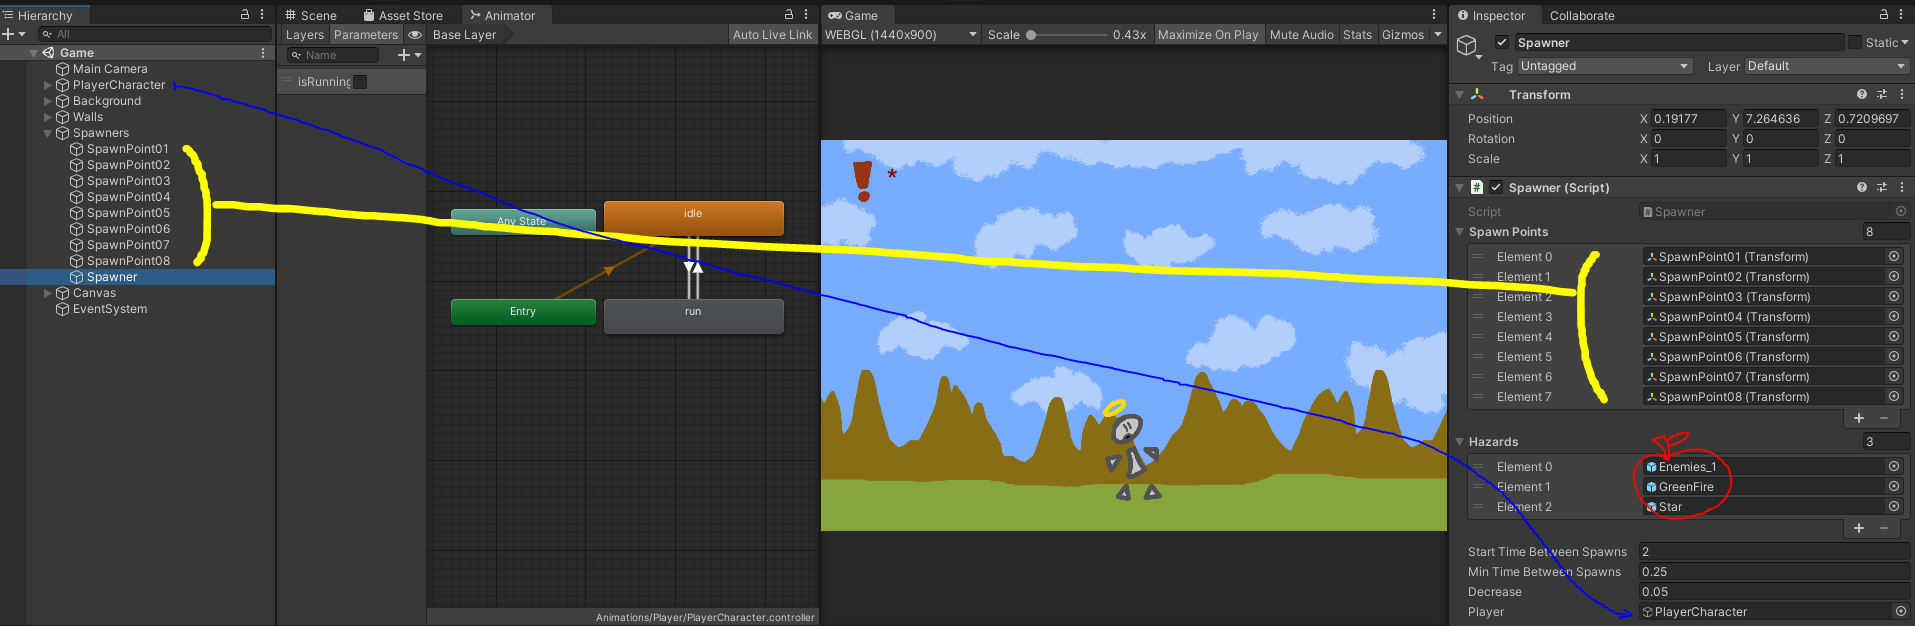 Hierarchy
All
Game
Main Camera
PlayerCharacter
Background
Walls
Spawners
SpawnPoint01
SpawnPoint02
SpawnPoint03
SpawnPoint04
SpawnPoint05
SpawnPoint06
SpawnPoint07
SpawnPoint08
Spawner
Canvas
EventSystem
Scene Asset Store Animator
Layers Parameters Base Layer Auto Live Link
Name
isRunning
Any State
idle
Entry
run
Animations/Player/PlayerCharacter.controller
Game
WEBGL (1440x900) Scale 0.43x Maximize On Play Mute Audio Stats Gizmos
! *
Inspector Collaborate
Spawner Static
Tag Untagged Layer Default
Transform
Position X 0.19177 Y 7.264636 Z 0.7209697
Rotation X 0 Y 0 Z 0
Scale X 1 Y 1 Z 1
# Spawner (Script)
Script # Spawner
Spawn Points 8
Element 0 SpawnPoint01 (Transform)
Element 1 SpawnPoint02 (Transform)
Element 2 SpawnPoint03 (Transform)
Element 3 SpawnPoint04 (Transform)
Element 4 SpawnPoint05 (Transform)
Element 5 SpawnPoint06 (Transform)
Element 6 SpawnPoint07 (Transform)
Element 7 SpawnPoint08 (Transform)
Hazards 3
Element 0 Enemies_1
Element 1 GreenFire
Element 2 Star
Start Time Between Spawns 2
Min Time Between Spawns 0.25
Decrease 0.05
Player PlayerCharacter